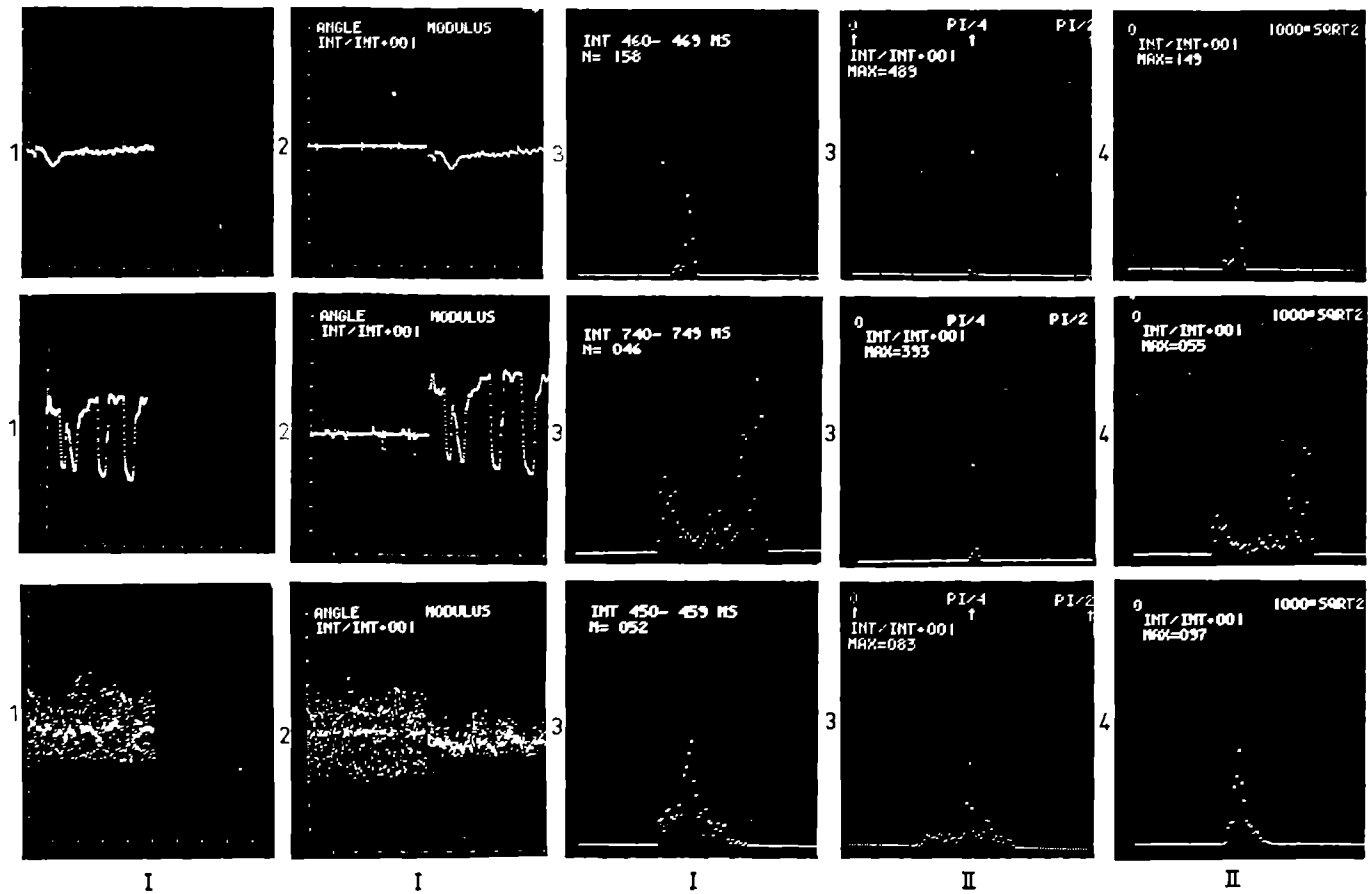 1
2
ANGLE MODULUS
INT/INT+001
3
INT 460- 469 MS
N= 158
3
0 PI/4 PI/2
INT/INT+001
MAX=489
4
0 1000*SQRT2
INT/INT+001
MAX=149
1
2
ANGLE MODULUS
INT/INT+001
3
INT 740- 749 MS
N= 046
3
0 PI/4 PI/2
INT/INT+001
MAX=393
4
0 1000*SQRT2
INT/INT+001
MAX=055
1
2
ANGLE MODULUS
INT/INT+001
3
INT 450- 459 MS
N= 052
3
0 PI/4 PI/2
INT/INT+001
MAX=083
4
0 1000*SQRT2
INT/INT+001
MAX=097
I I I II II